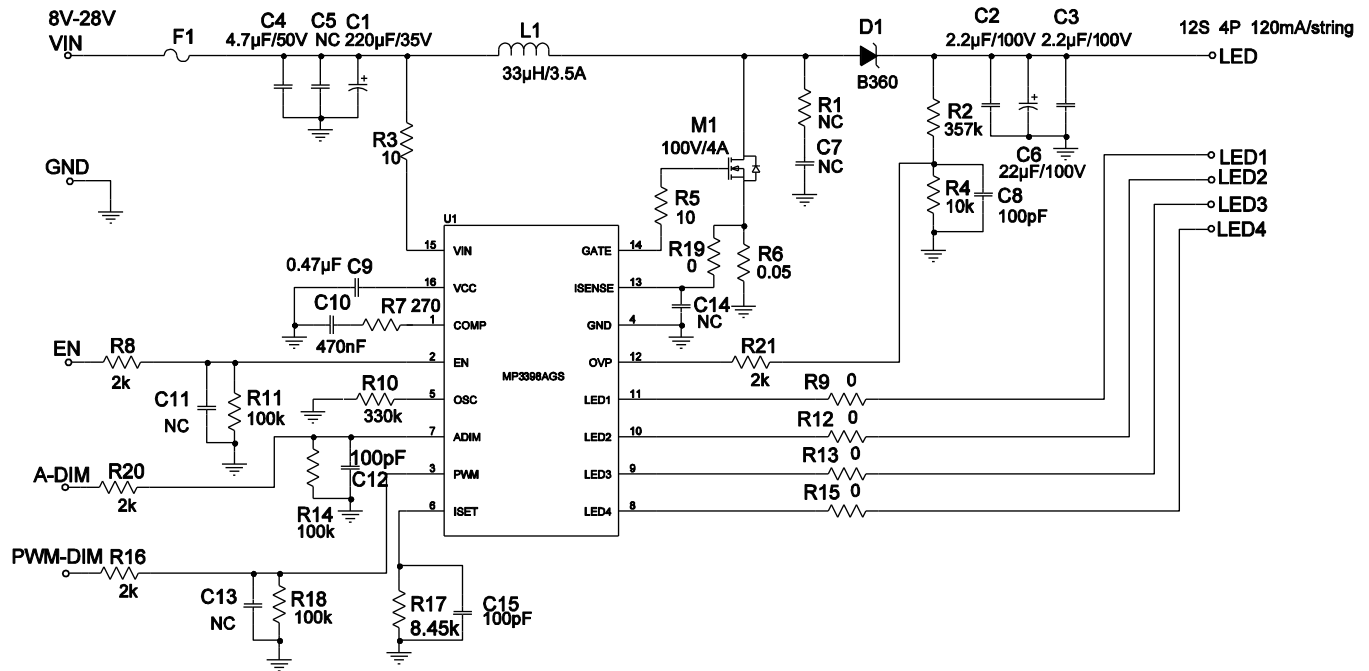 8V-28V
VIN
F1
C4
4.7µF/50V
C5
NC
C1
220µF/35V
L1
33µH/3.5A
D1
B360
C2
2.2µF/100V
C3
2.2µF/100V
12S 4P 120mA/string
LED
R3
10
M1
100V/4A
R1
NC
C7
NC
R2
357k
C6
22µF/100V
LED1
LED2
LED3
LED4
GND
R5
10
R4
10k
C8
100pF
U1
R19
0
R6
0.05
15
VIN
GATE
14
0.47µF C9
16
VCC
ISENSE
13
C10
470nF
R7 270
1
COMP
GND
4
C14
NC
EN
R8
2k
2
EN
OVP
12
R21
2k
MP3398AGS
C11
NC
R11
100k
R10
330k
5
OSC
LED1
11
R9 0
7
ADIM
LED2
10
R12 0
A-DIM
R20
2k
100pF
C12
3
PWM
LED3
9
R13 0
R14
100k
6
ISET
LED4
8
R15 0
PWM-DIM
R16
2k
C13
NC
R18
100k
R17
8.45k
C15
100pF